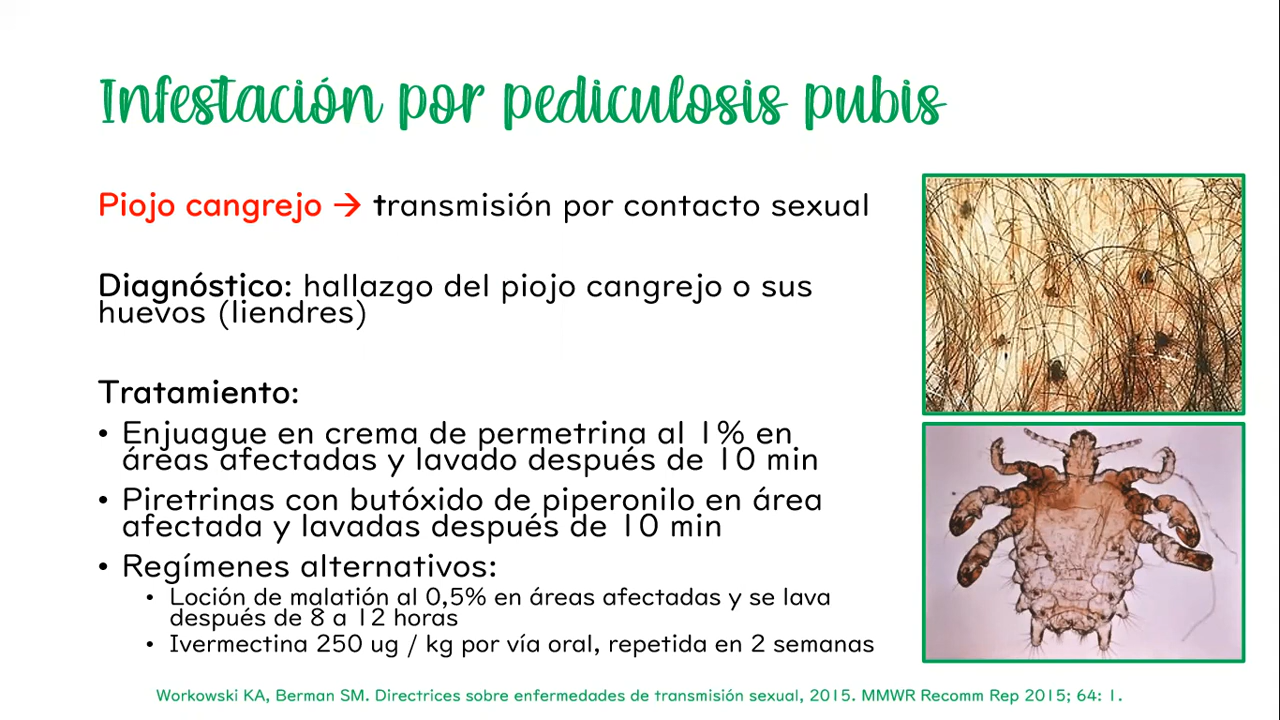 Infestación por pediculosis pubis
Piojo cangrejo → transmisión por contacto sexual
Diagnóstico: hallazgo del piojo cangrejo o sus
huevos (liendres)
Tratamiento:
• Enjuague en crema de permetrina al 1% en
áreas afectadas y lavado después de 10 min
• Piretrinas con butóxido de piperonilo en área
afectada y lavadas después de 10 min
• Regímenes alternativos:
• Loción de malatión al 0,5% en áreas afectadas y se lava
después de 8 a 12 horas
• Ivermectina 250 ug / kg por vía oral, repetida en 2 semanas
Workowski KA, Berman SM. Directrices sobre enfermedades de transmisión sexual, 2015. MMWR Recomm Rep 2015; 64: 1.